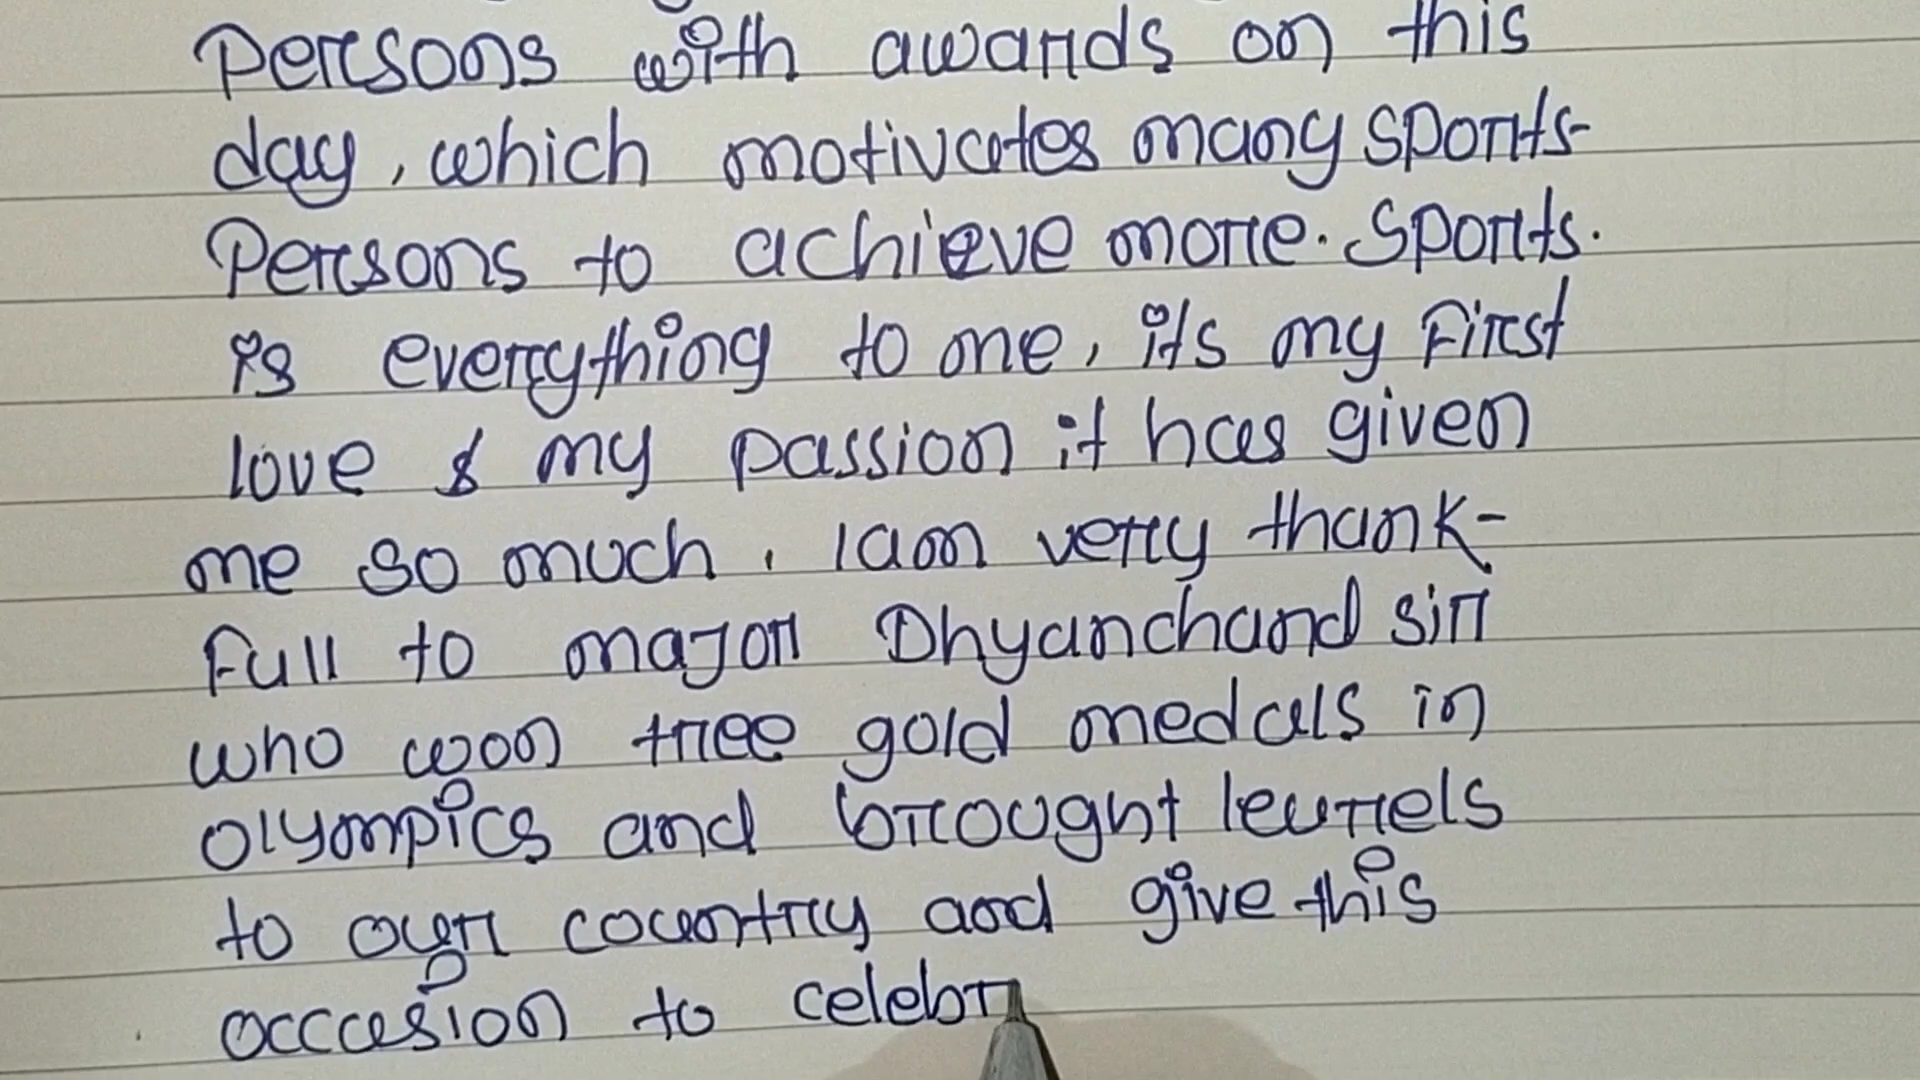 Persons with awards on this
day, which motivates many sports-
Persons to achieve more. Sports.
is everything to me, its my First
love & my passion it has given
me so much. I am very thank-
Full to major Dhyanchand sir
who won tree gold medals in
olympics and brought leurels
to ouer country and give this
occasion to celebr